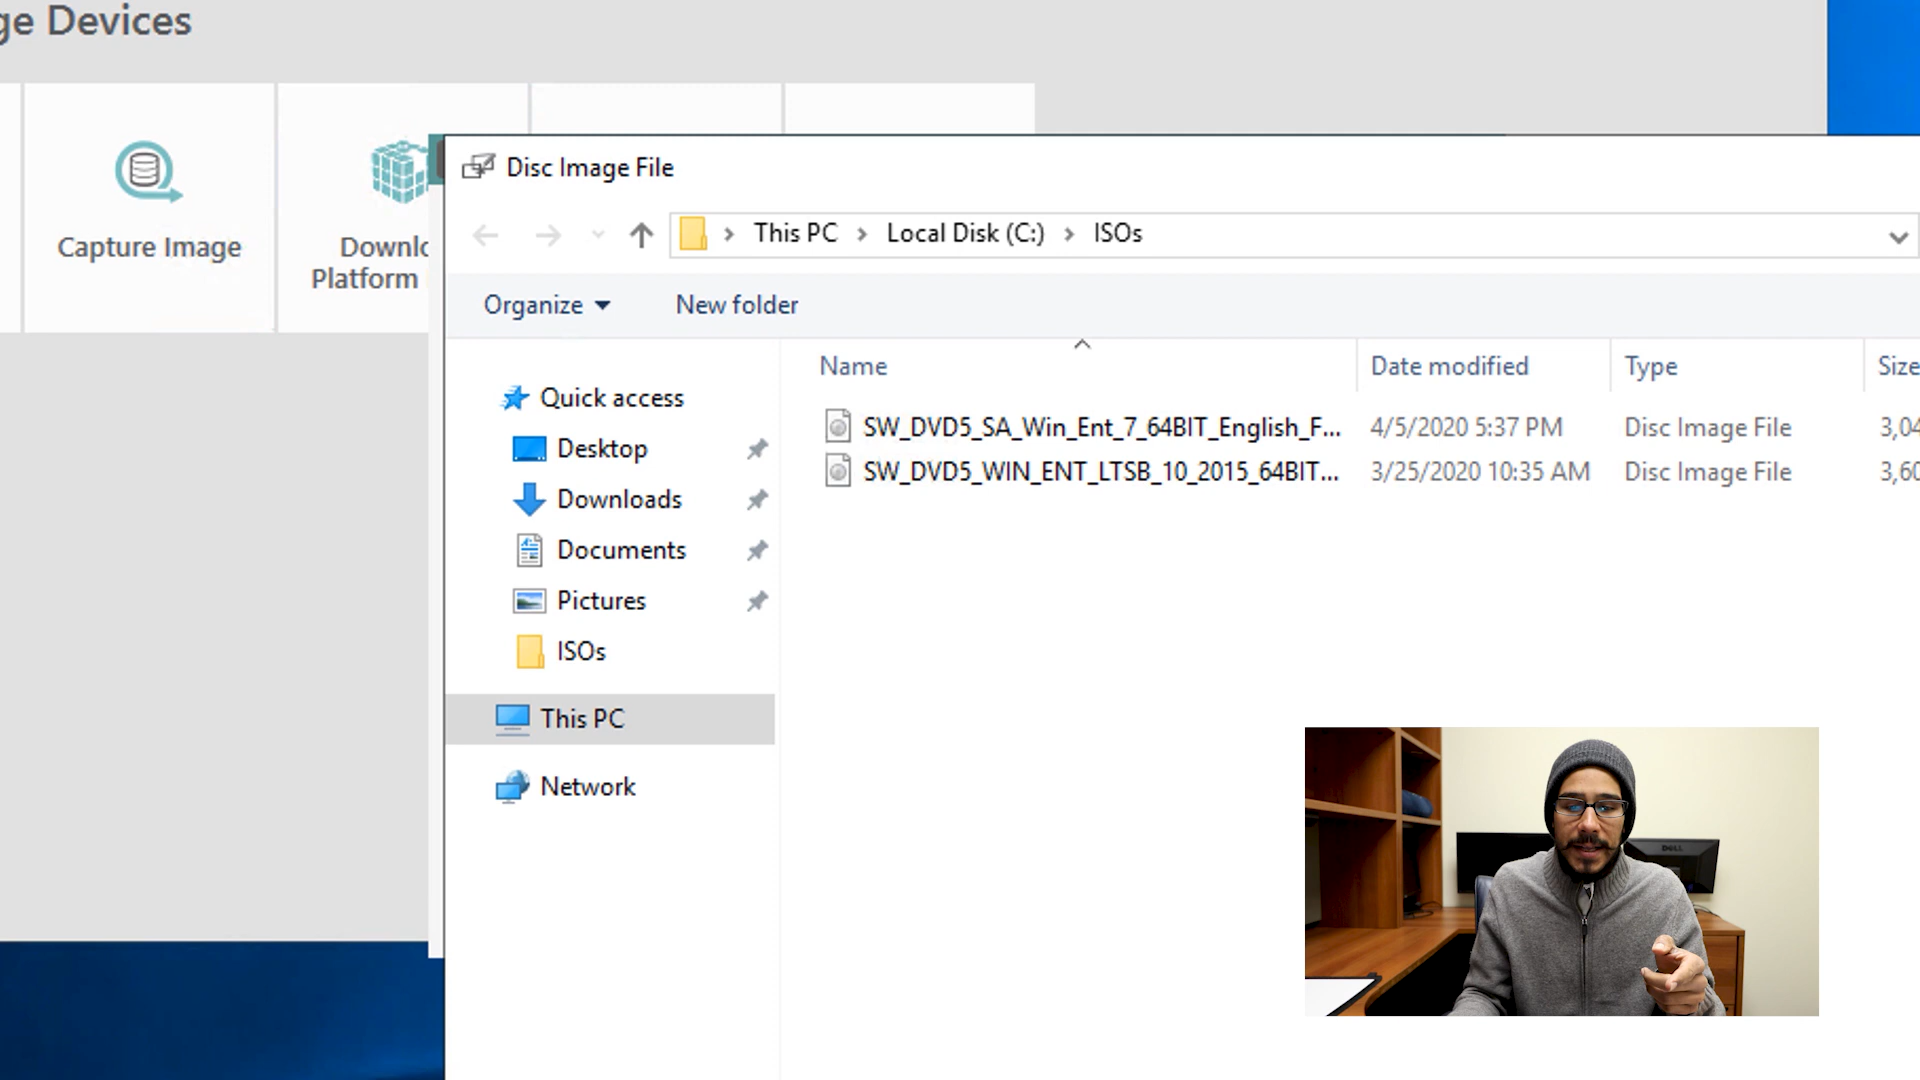 ge Devices
Capture Image
Downlo
Platform
Disc Image File
This PC > Local Disk (C:) > ISOs
Organize
New folder
Name
Date modified
Type
Size
SW_DVD5_SA_Win_Ent_7_64BIT_English_F...
4/5/2020 5:37 PM
Disc Image File
3,04
SW_DVD5_WIN_ENT_LTSB_10_2015_64BIT...
3/25/2020 10:35 AM
Disc Image File
3,60
Quick access
Desktop
Downloads
Documents
Pictures
ISOs
This PC
Network
DELL